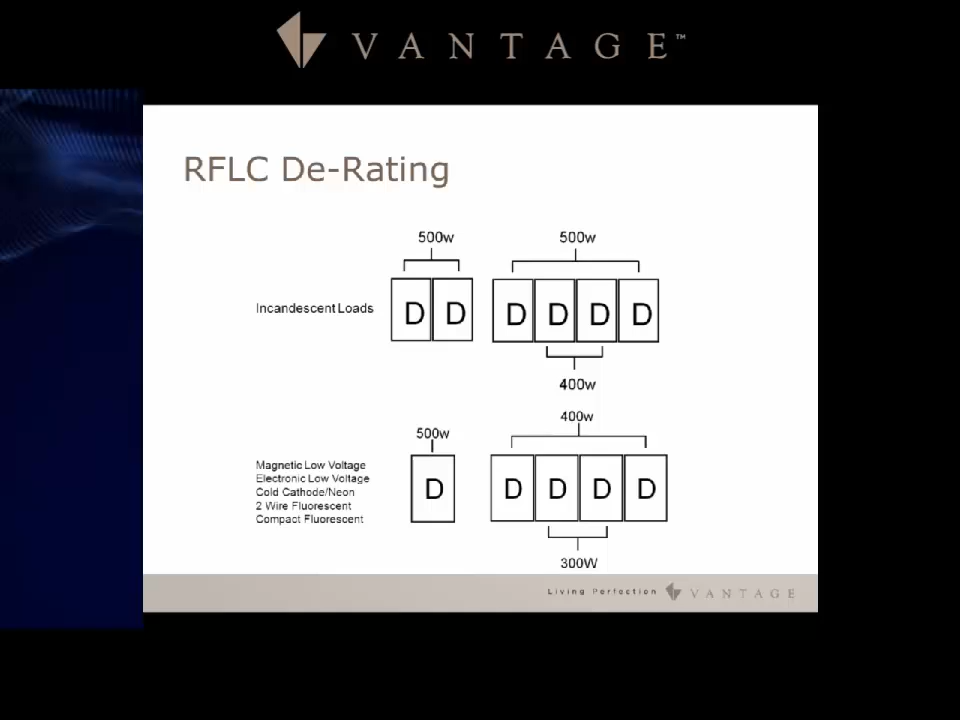 VANTAGE™
RFLC De-Rating
500w
500w
Incandescent Loads
D D
D D D D
400w
400w
500w
Magnetic Low Voltage
Electronic Low Voltage
Cold Cathode/Neon
2 Wire Fluorescent
Compact Fluorescent
D
D D D D
300W
Living Perfection VANTAGE